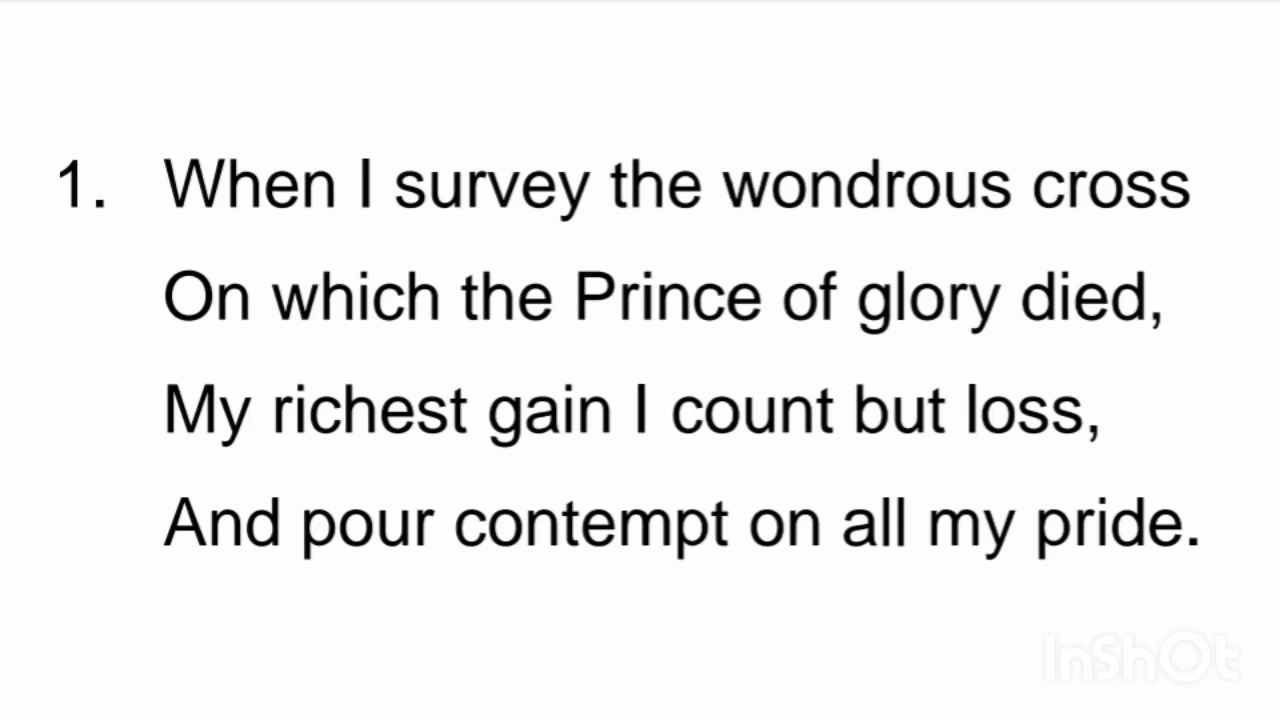 1. When I survey the wondrous cross
On which the Prince of glory died,
My richest gain I count but loss,
And pour contempt on all my pride.
InShOt